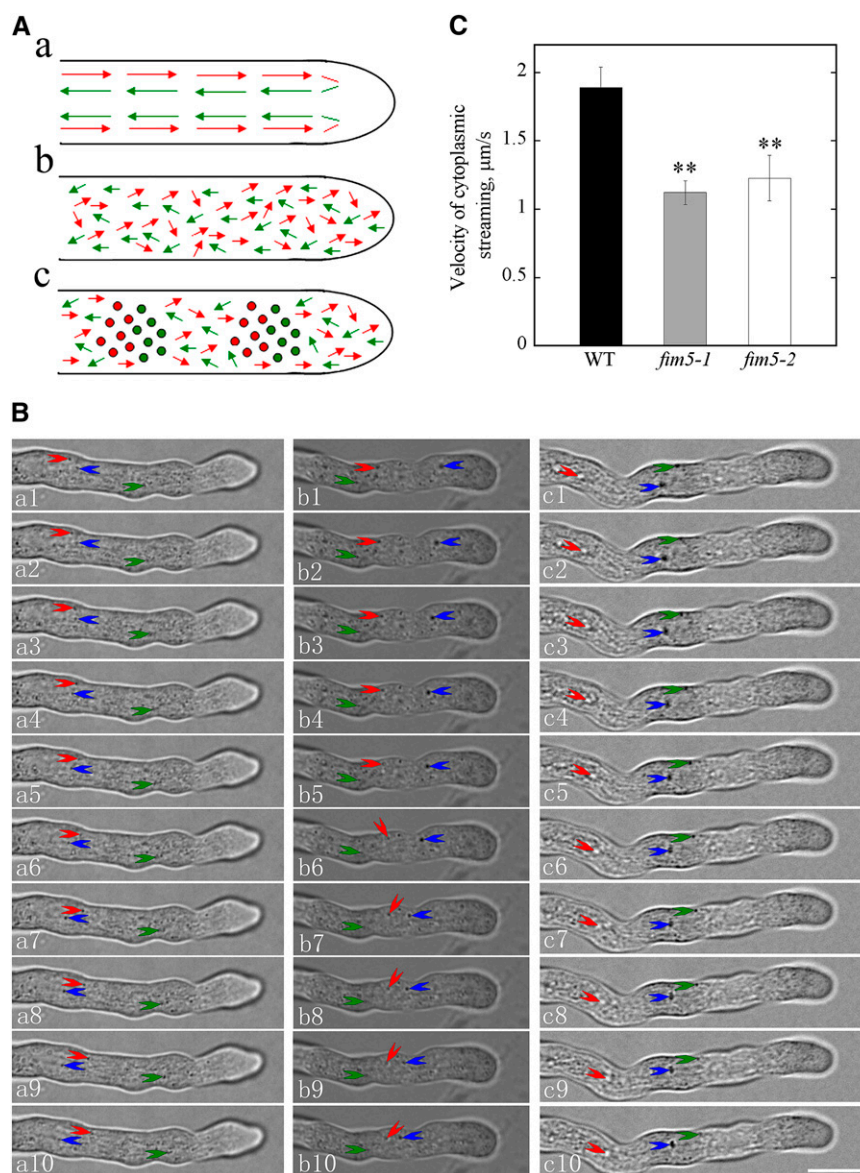 A
a
b
c
C
Velocity of cytoplasmic
streaming, μm/s
2
1.5
1
0.5
0
**
**
WT
fim5-1
fim5-2
B
a1
b1
c1
a2
b2
c2
a3
b3
c3
a4
b4
c4
a5
b5
c5
a6
b6
c6
a7
b7
c7
a8
b8
c8
a9
b9
c9
a10
b10
c10